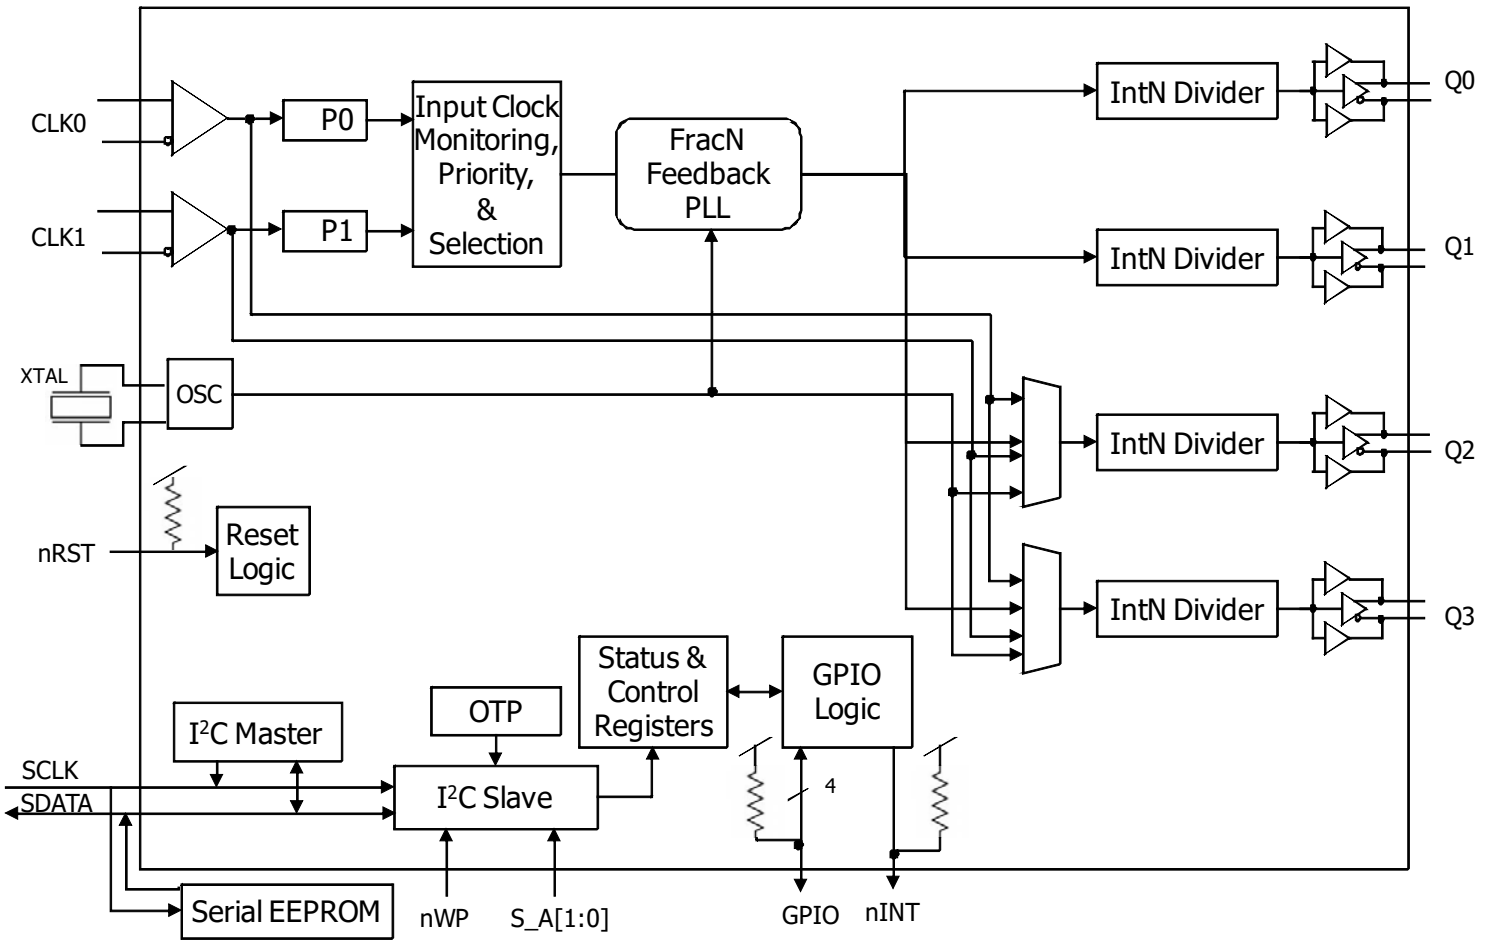 CLK0
P0
Input Clock
Monitoring,
Priority,
&
Selection
FracN
Feedback
PLL
IntN Divider
Q0
CLK1
P1
IntN Divider
Q1
XTAL
OSC
IntN Divider
Q2
nRST
Reset
Logic
IntN Divider
Q3
Status &
Control
Registers
GPIO
Logic
OTP
I²C Master
SCLK
SDATA
I²C Slave
4
Serial EEPROM
nWP
S_A[1:0]
GPIO
nINT